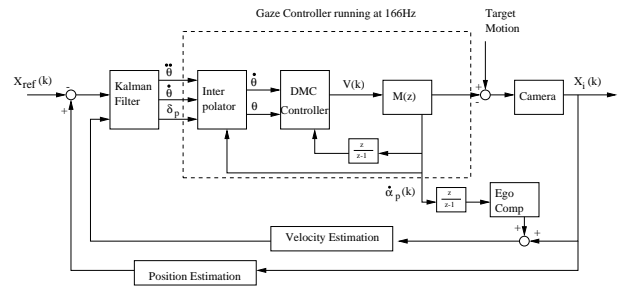 Gaze Controller running at 166Hz
Target
Motion
X_ref(k)
-
+
Kalman
Filter
θ̈
θ̇
δ_p
Inter
polator
θ̇
θ
DMC
Controller
V(k)
M(z)
-
Camera
X_i(k)
z
z-1
α̇_p(k)
z
z-1
Ego
Comp
+
+
Velocity Estimation
Position Estimation